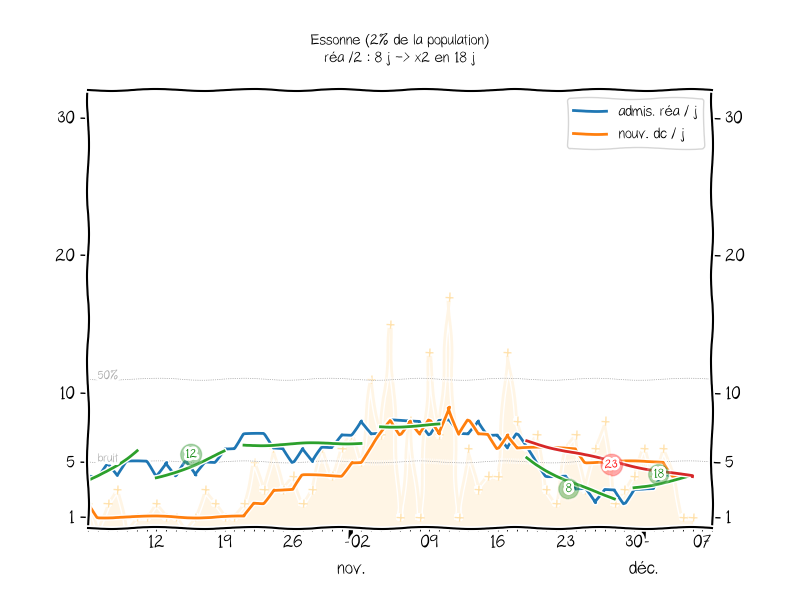 Essonne (2% de la population)
réa /2 : 8 j -> x2 en 18 j
admis. réa / j
nouv. dc / j
30 30
20 20
50%
10 10
bruit
5 5
1 1
12
23
18
8
12 19 26 02 09 16 23 30 07
nov. déc.